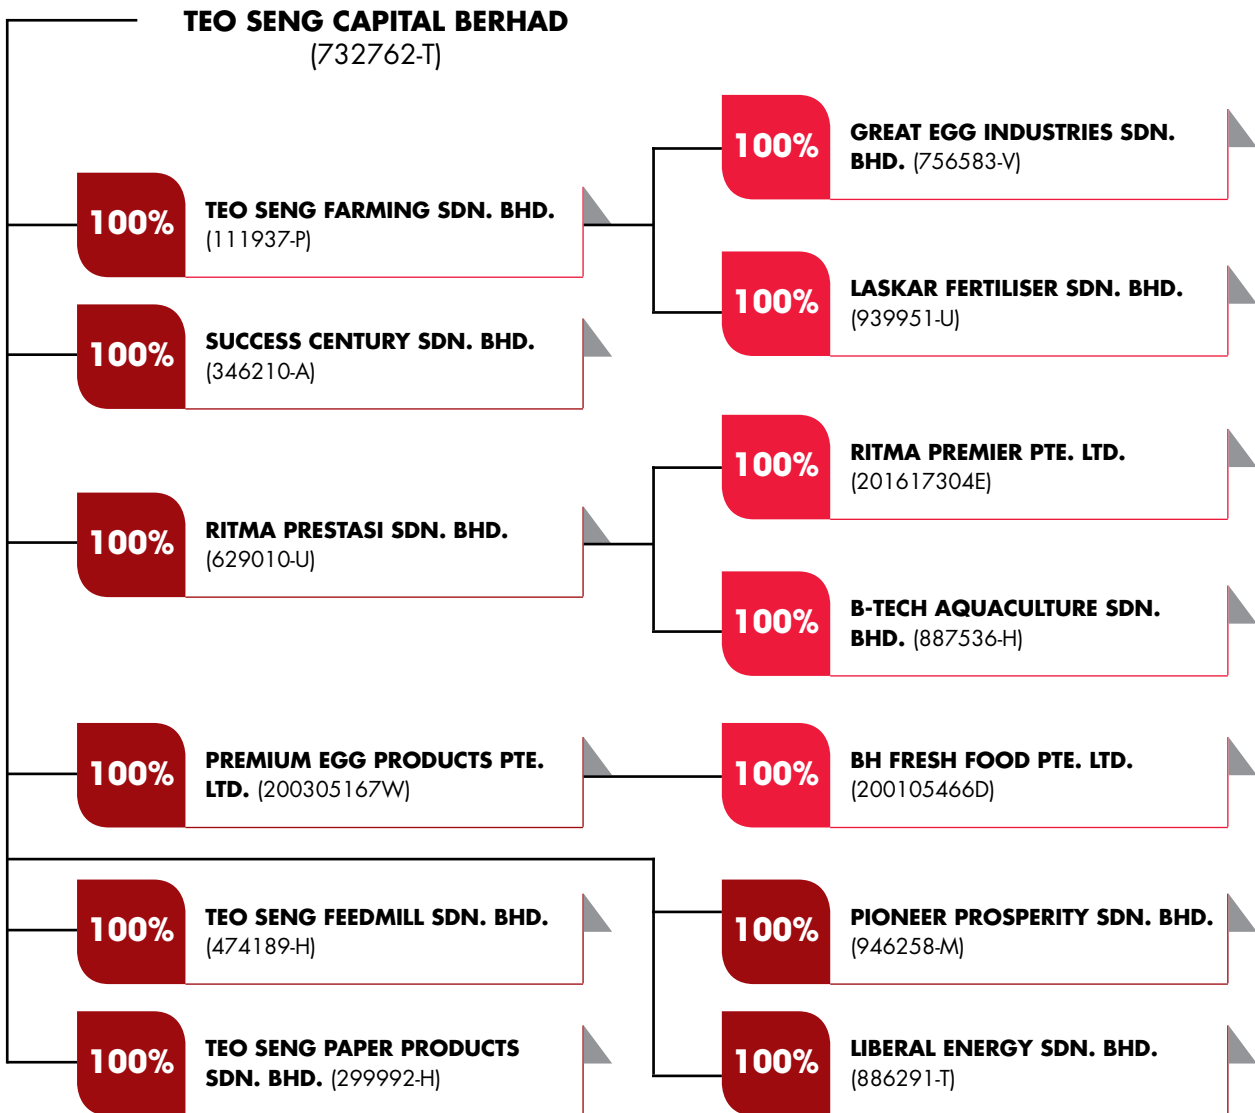 TEO SENG CAPITAL BERHAD
(732762-T)
100%
TEO SENG FARMING SDN. BHD.
(111937-P)
100%
GREAT EGG INDUSTRIES SDN.
BHD. (756583-V)
100%
LASKAR FERTILISER SDN. BHD.
(939951-U)
100%
SUCCESS CENTURY SDN. BHD.
(346210-A)
100%
RITMA PRESTASI SDN. BHD.
(629010-U)
100%
RITMA PREMIER PTE. LTD.
(201617304E)
100%
B-TECH AQUACULTURE SDN.
BHD. (887536-H)
100%
PREMIUM EGG PRODUCTS PTE.
LTD. (200305167W)
100%
BH FRESH FOOD PTE. LTD.
(200105466D)
100%
TEO SENG FEEDMILL SDN. BHD.
(474189-H)
100%
PIONEER PROSPERITY SDN. BHD.
(946258-M)
100%
TEO SENG PAPER PRODUCTS
SDN. BHD. (299992-H)
100%
LIBERAL ENERGY SDN. BHD.
(886291-T)